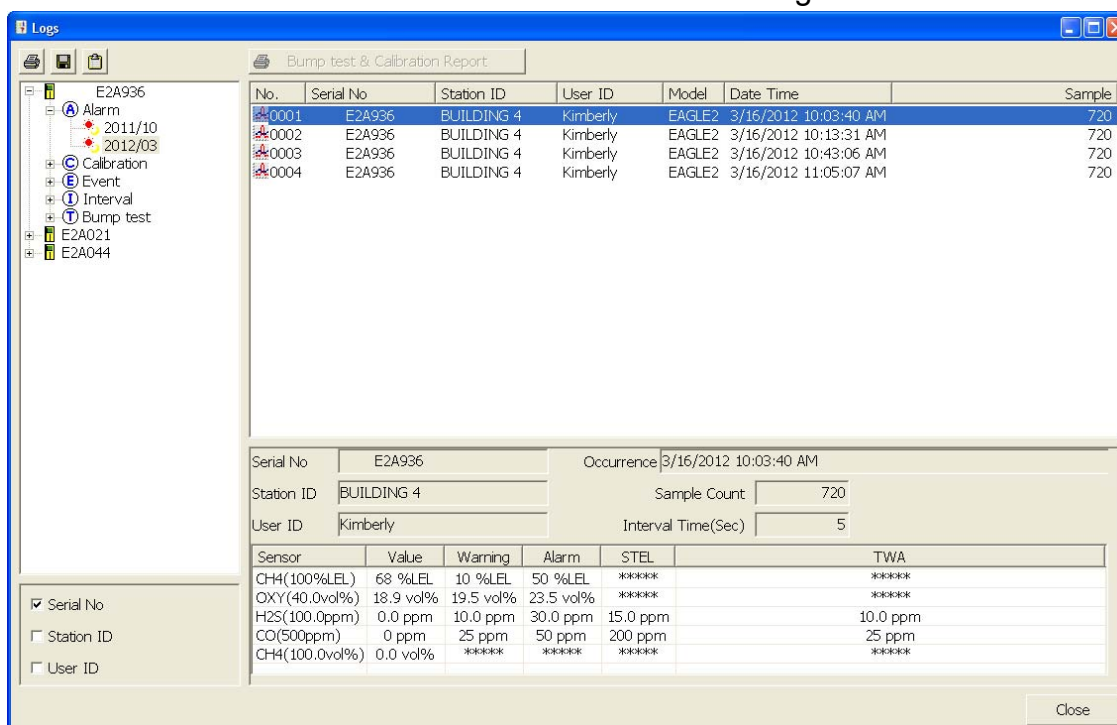 Logs
Bump test & Calibration Report
E2A936
A Alarm
2011/10
2012/03
C Calibration
E Event
I Interval
T Bump test
E2A021
E2A044
No. Serial No Station ID User ID Model Date Time Sample
0001 E2A936 BUILDING 4 Kimberly EAGLE2 3/16/2012 10:03:40 AM 720
0002 E2A936 BUILDING 4 Kimberly EAGLE2 3/16/2012 10:13:31 AM 720
0003 E2A936 BUILDING 4 Kimberly EAGLE2 3/16/2012 10:43:06 AM 720
0004 E2A936 BUILDING 4 Kimberly EAGLE2 3/16/2012 11:05:07 AM 720
Serial No E2A936 Occurrence 3/16/2012 10:03:40 AM
Station ID BUILDING 4 Sample Count 720
User ID Kimberly Interval Time(Sec) 5
Sensor Value Warning Alarm STEL TWA
CH4(100%LEL) 68 %LEL 10 %LEL 50 %LEL ***** *****
OXY(40.0vol%) 18.9 vol% 19.5 vol% 23.5 vol% ***** *****
H2S(100.0ppm) 0.0 ppm 10.0 ppm 30.0 ppm 15.0 ppm 10.0 ppm
CO(500ppm) 0 ppm 25 ppm 50 ppm 200 ppm 25 ppm
CH4(100.0vol%) 0.0 vol% ***** ***** ***** *****
Serial No
Station ID
User ID
Close